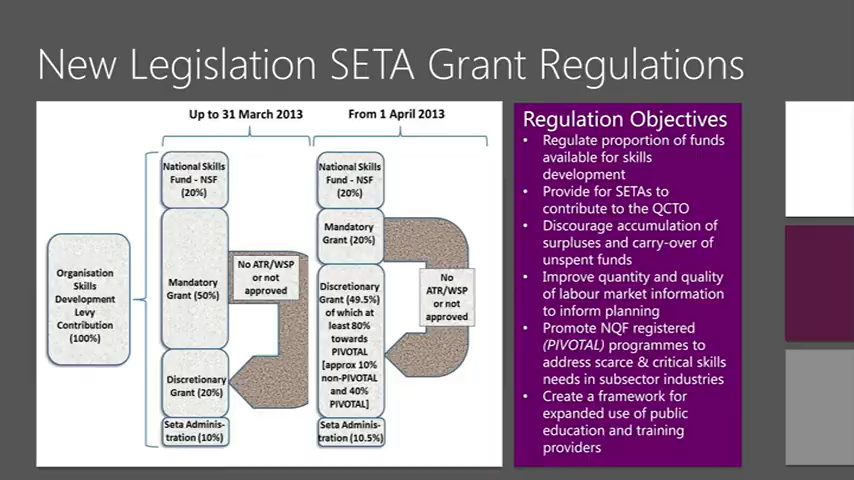 New Legislation SETA Grant Regulations
Up to 31 March 2013
From 1 April 2013
Organisation
Skills
Development
Levy
Contribution
(100%)
National Skills
Fund - NSF
(20%)
Mandatory
Grant (50%)
Discretionary
Grant (20%)
Seta Adminis-
tration (10%)
No ATR/WSP
or not
approved
National Skills
Fund - NSF
(20%)
Mandatory
Grant (20%)
Discretionary
Grant (49.5%)
of which at
least 80%
towards
PIVOTAL
[approx 10%
non-PIVOTAL
and 40%
PIVOTAL]
Seta Adminis-
tration (10.5%)
No
ATR/WSP
or not
approved
Regulation Objectives
• Regulate proportion of funds
available for skills
development
• Provide for SETAs to
contribute to the QCTO
• Discourage accumulation of
surpluses and carry-over of
unspent funds
• Improve quantity and quality
of labour market information
to inform planning
• Promote NQF registered
(PIVOTAL) programmes to
address scarce & critical skills
needs in subsector industries
• Create a framework for
expanded use of public
education and training
providers